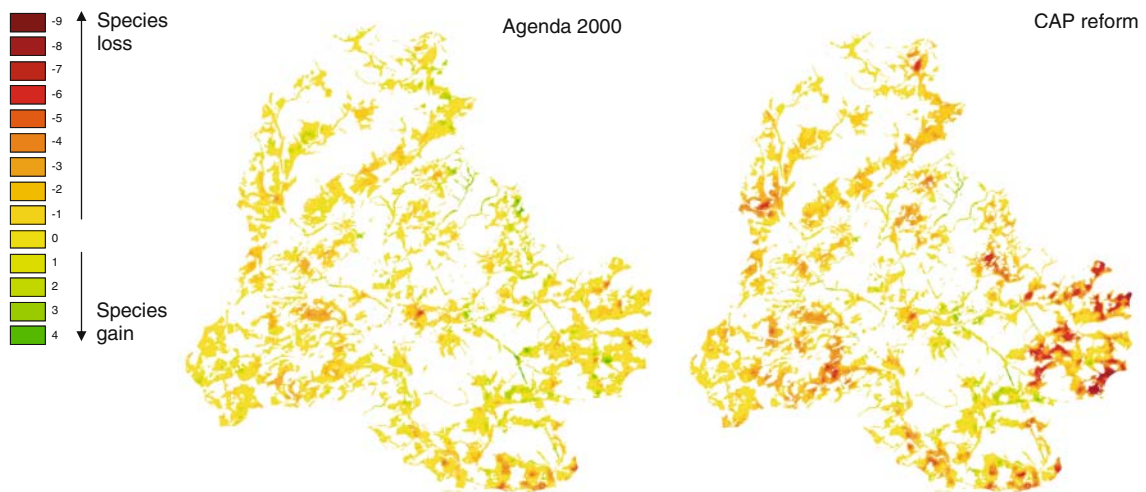 Agenda 2000
CAP reform
-9
-8
-7
-6
-5
-4
-3
-2
-1
0
1
2
3
4
Species
loss
Species
gain